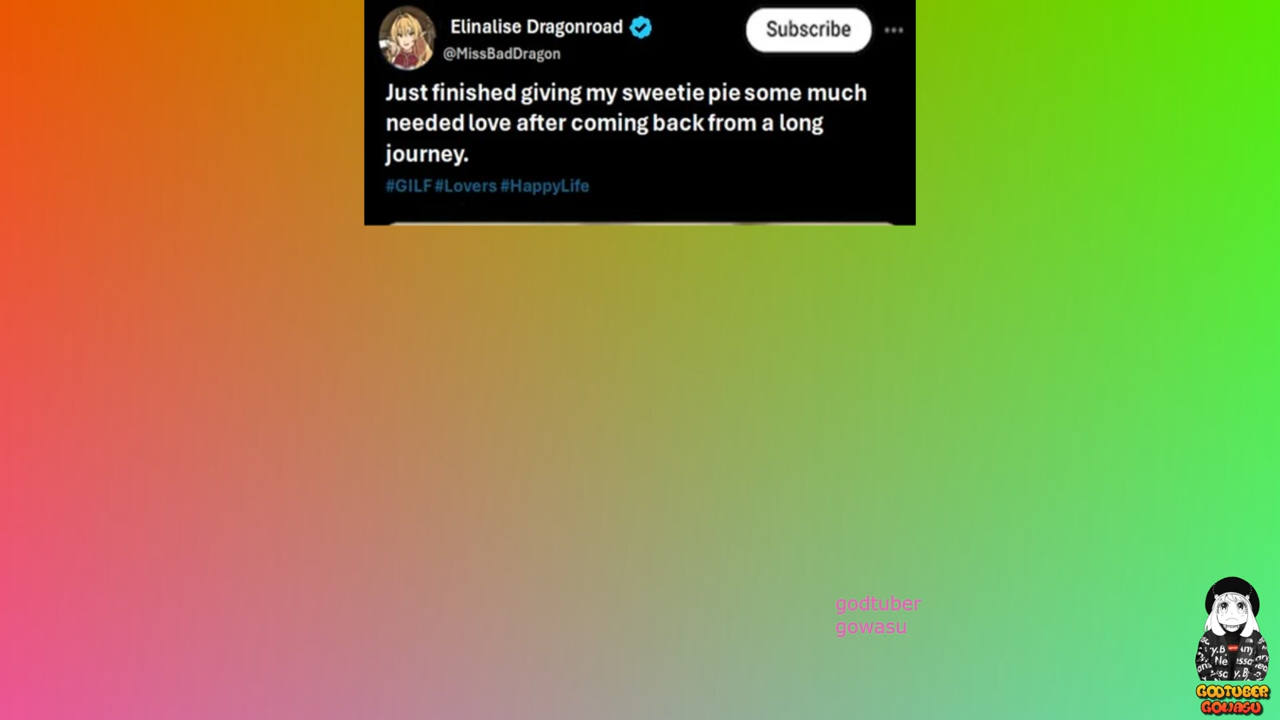 Elinalise Dragonroad
Subscribe
@MissBadDragon
Just finished giving my sweetie pie some much
needed love after coming back from a long
journey.
#GILF #Lovers #HappyLife
godtuber
gowasu
GODTUBER
GOWASU